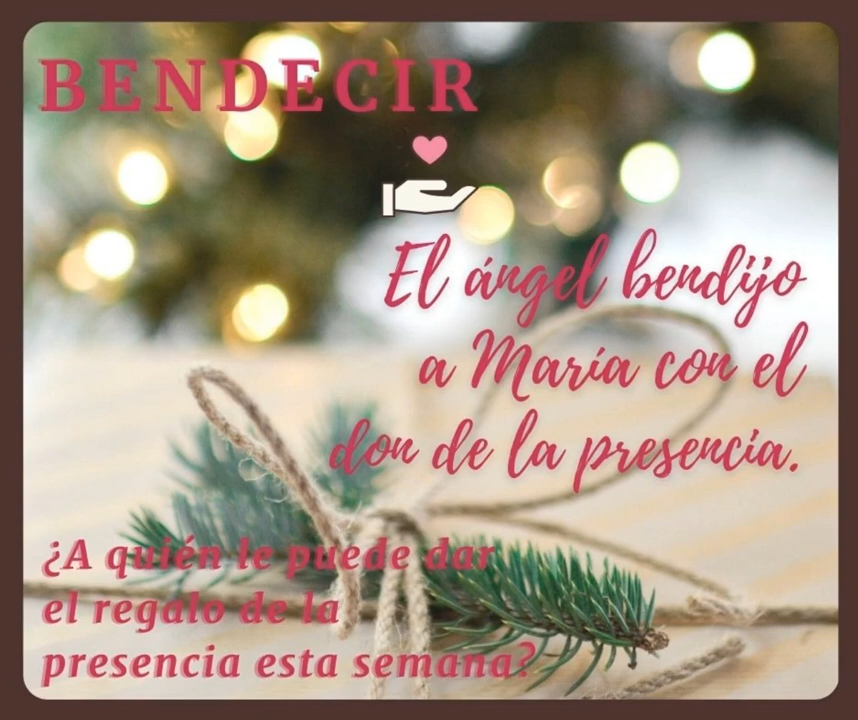 BENDECIR
El ángel bendijo
a María con el
don de la presencia.
¿A quién le puede dar
el regalo de la
presencia esta semana?